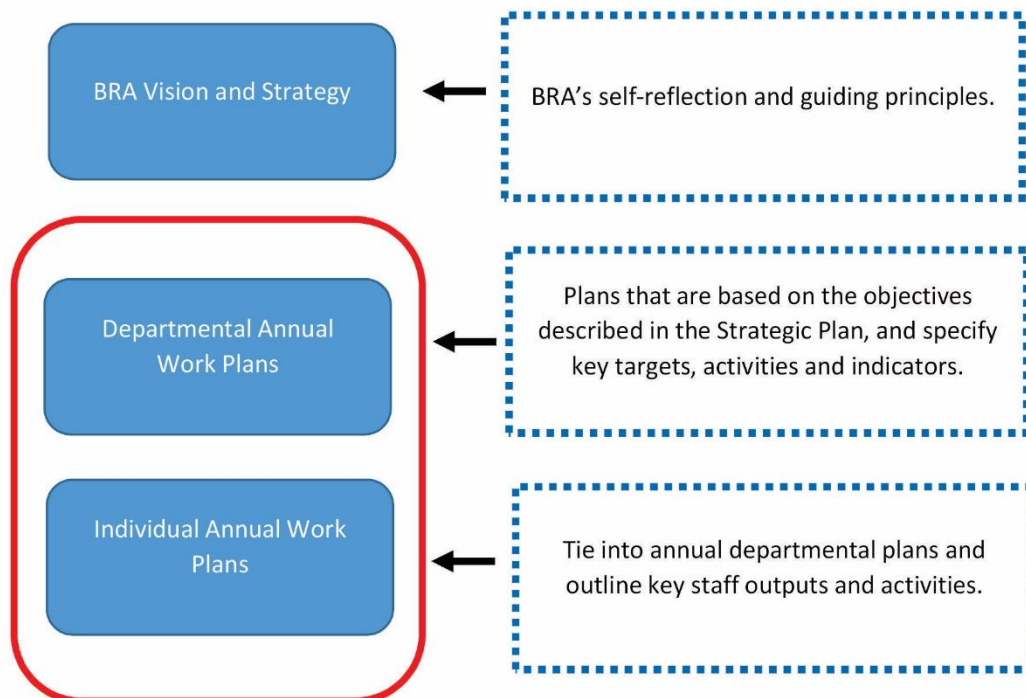 BRA Vision and Strategy
BRA’s self-reflection and guiding principles.
Departmental Annual
Work Plans
Plans that are based on the objectives
described in the Strategic Plan, and specify
key targets, activities and indicators.
Individual Annual Work
Plans
Tie into annual departmental plans and
outline key staff outputs and activities.